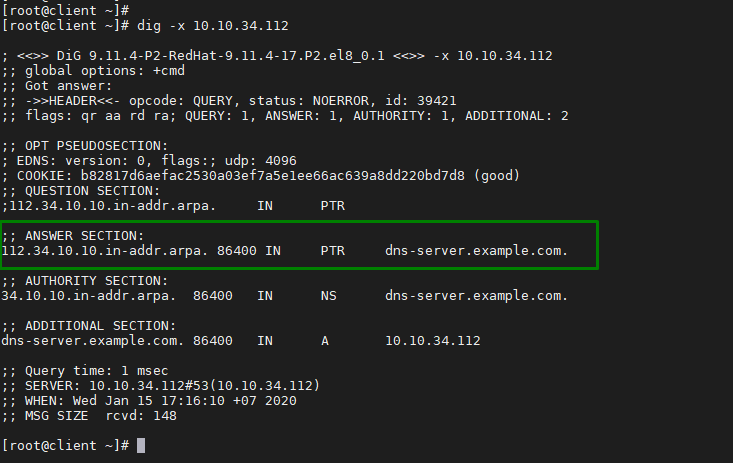 [root@client ~]#
[root@client ~]# dig -x 10.10.34.112
; <<>> DiG 9.11.4-P2-RedHat-9.11.4-17.P2.el8_0.1 <<>> -x 10.10.34.112
;; global options: +cmd
;; Got answer:
;; ->>HEADER<<- opcode: QUERY, status: NOERROR, id: 39421
;; flags: qr aa rd ra; QUERY: 1, ANSWER: 1, AUTHORITY: 1, ADDITIONAL: 2
;; OPT PSEUDOSECTION:
; EDNS: version: 0, flags:; udp: 4096
; COOKIE: b82817d6aefac2530a03ef7a5e1ee66ac639a8dd220bd7d8 (good)
;; QUESTION SECTION:
;112.34.10.10.in-addr.arpa. IN PTR
;; ANSWER SECTION:
112.34.10.10.in-addr.arpa. 86400 IN PTR dns-server.example.com.
;; AUTHORITY SECTION:
34.10.10.in-addr.arpa. 86400 IN NS dns-server.example.com.
;; ADDITIONAL SECTION:
dns-server.example.com. 86400 IN A 10.10.34.112
;; Query time: 1 msec
;; SERVER: 10.10.34.112#53(10.10.34.112)
;; WHEN: Wed Jan 15 17:16:10 +07 2020
;; MSG SIZE rcvd: 148
[root@client ~]#